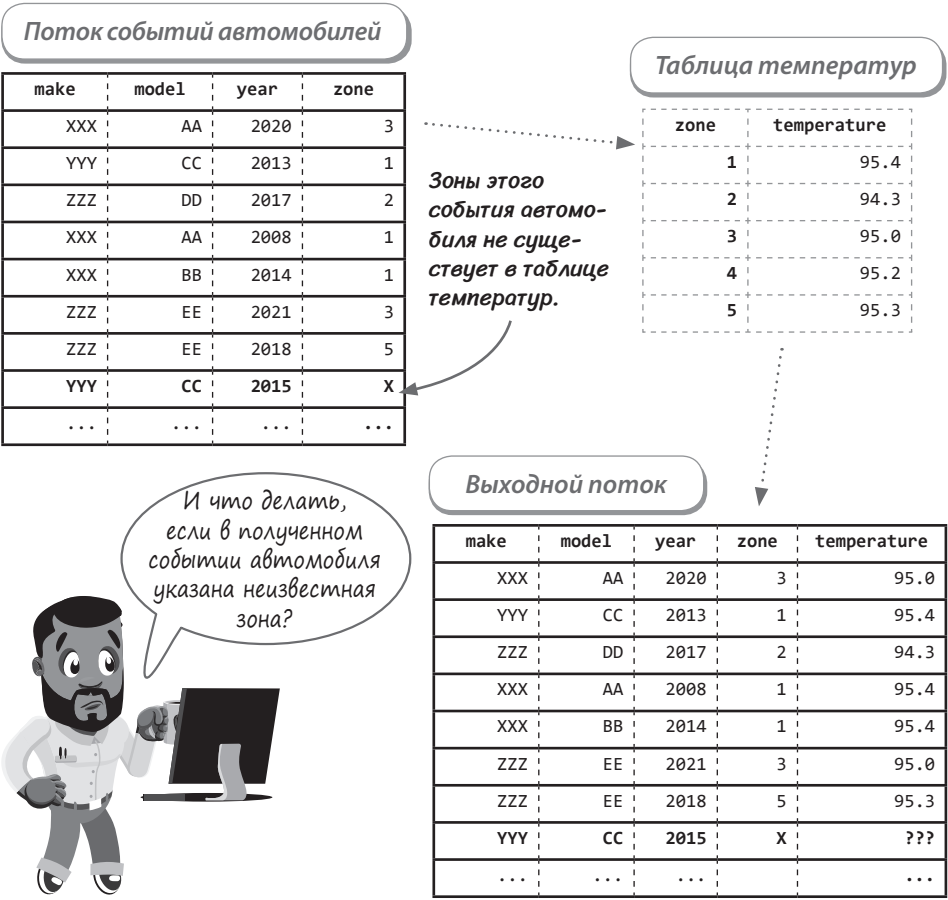 Поток событий автомобилей
make model year zone
XXX AA 2020 3
YYY CC 2013 1
ZZZ DD 2017 2
XXX AA 2008 1
XXX BB 2014 1
ZZZ EE 2021 3
ZZZ EE 2018 5
YYY CC 2015 X
... ... ... ...
Таблица температур
zone temperature
1 95.4
2 94.3
3 95.0
4 95.2
5 95.3
Зоны этого
события автомо-
биля не суще-
ствует в таблице
температур.
И что делать,
если в полученном
событии автомобиля
указана неизвестная
зона?
Выходной поток
make model year zone temperature
XXX AA 2020 3 95.0
YYY CC 2013 1 95.4
ZZZ DD 2017 2 94.3
XXX AA 2008 1 95.4
XXX BB 2014 1 95.4
ZZZ EE 2021 3 95.0
ZZZ EE 2018 5 95.3
YYY CC 2015 X ???
... ... ... ...